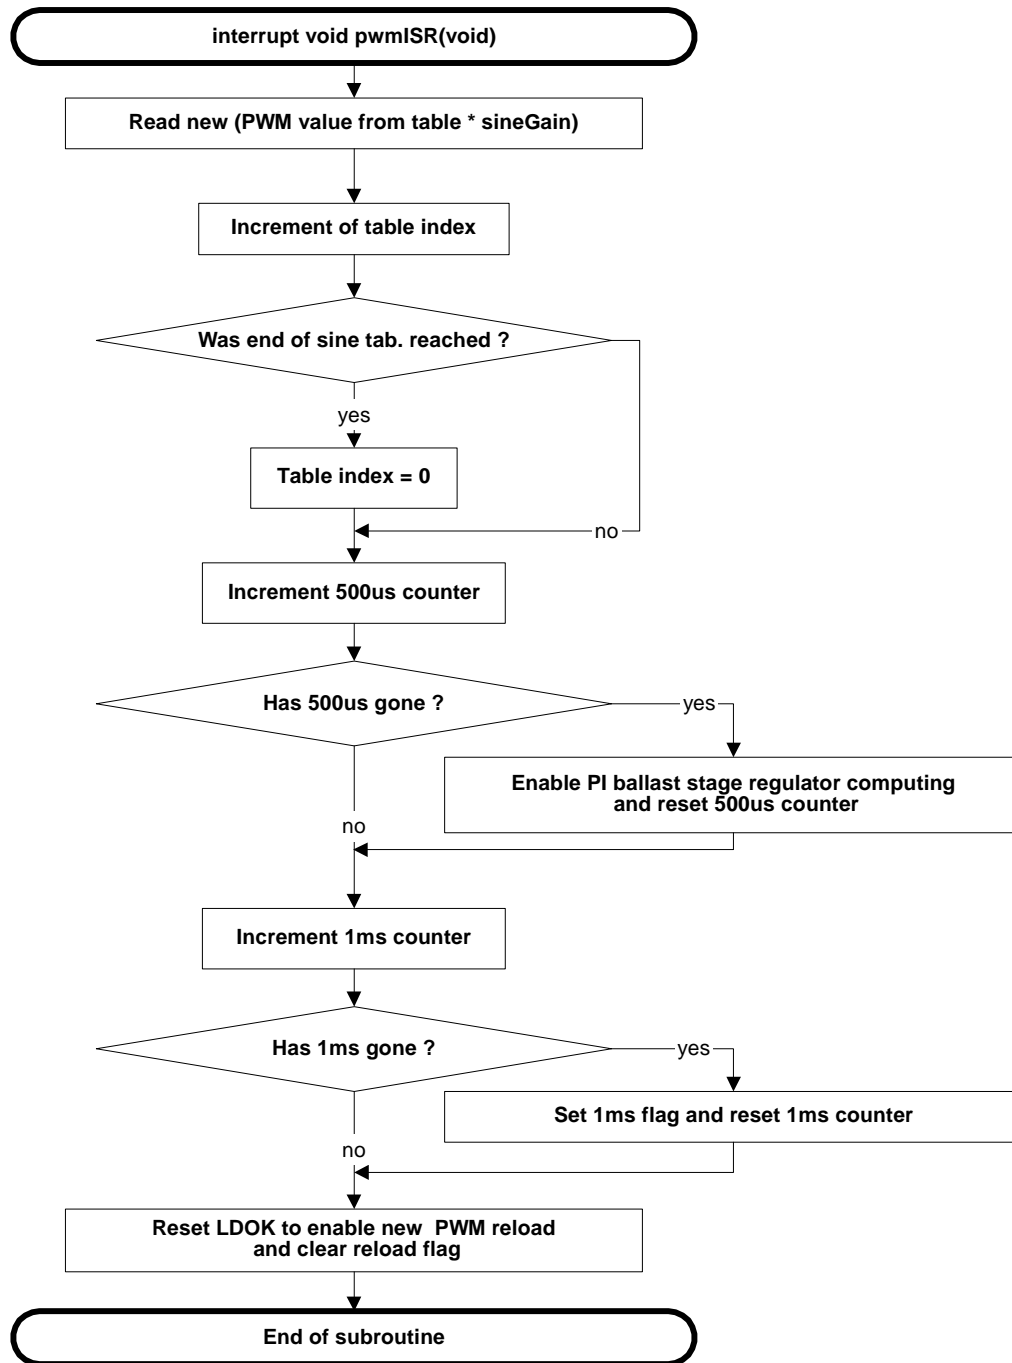 interrupt void pwmISR(void)
Read new (PWM value from table * sineGain)
Increment of table index
Was end of sine tab. reached ?
yes
Table index = 0
no
Increment 500us counter
Has 500us gone ?
yes
Enable PI ballast stage regulator computing
and reset 500us counter
no
Increment 1ms counter
Has 1ms gone ?
yes
Set 1ms flag and reset 1ms counter
no
Reset LDOK to enable new  PWM reload
and clear reload flag
End of subroutine